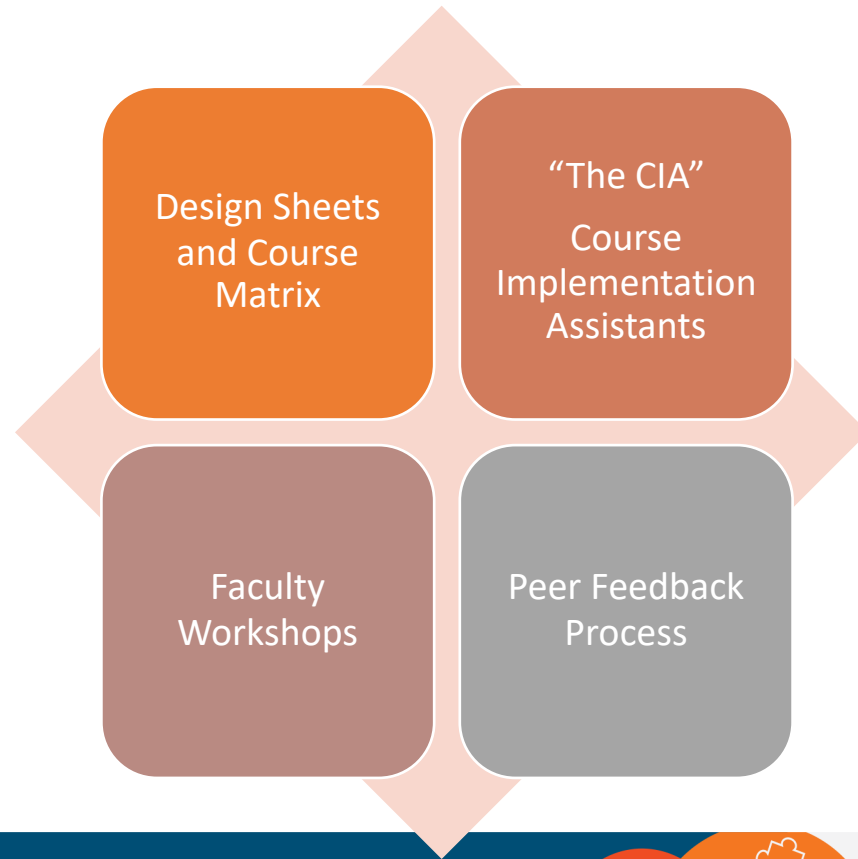 Design Sheets
and Course
Matrix
“The CIA”
Course
Implementation
Assistants
Faculty
Workshops
Peer Feedback
Process